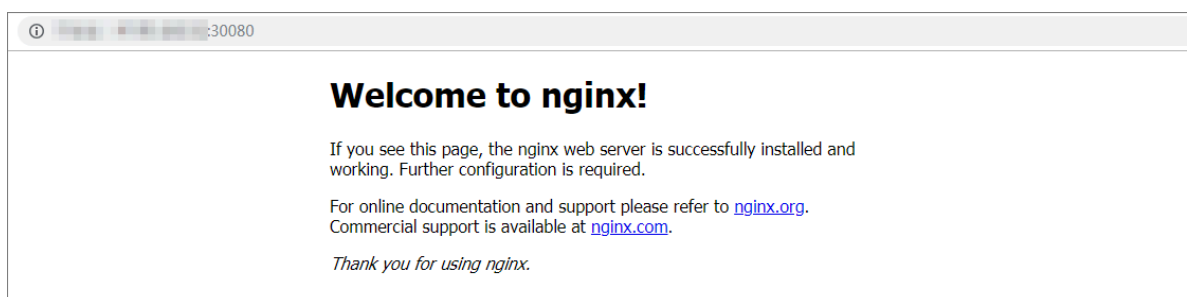 :30080
Welcome to nginx!
If you see this page, the nginx web server is successfully installed and
working. Further configuration is required.
For online documentation and support please refer to nginx.org.
Commercial support is available at nginx.com.
Thank you for using nginx.